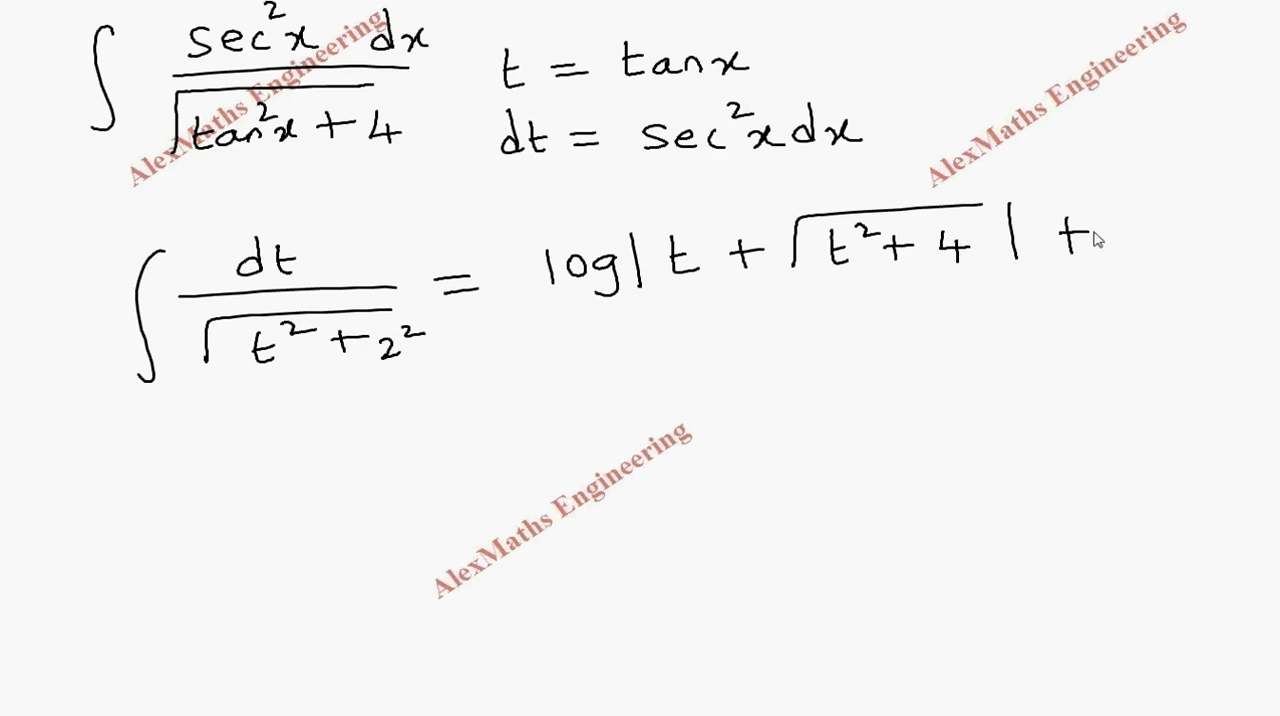 ∫ sec²x dx / √(tan²x + 4)   t = tanx
dt = sec²x dx
∫ dt / √(t² + 2²) = log| t + √(t² + 4) | +
AlexMaths Engineering
AlexMaths Engineering
AlexMaths Engineering